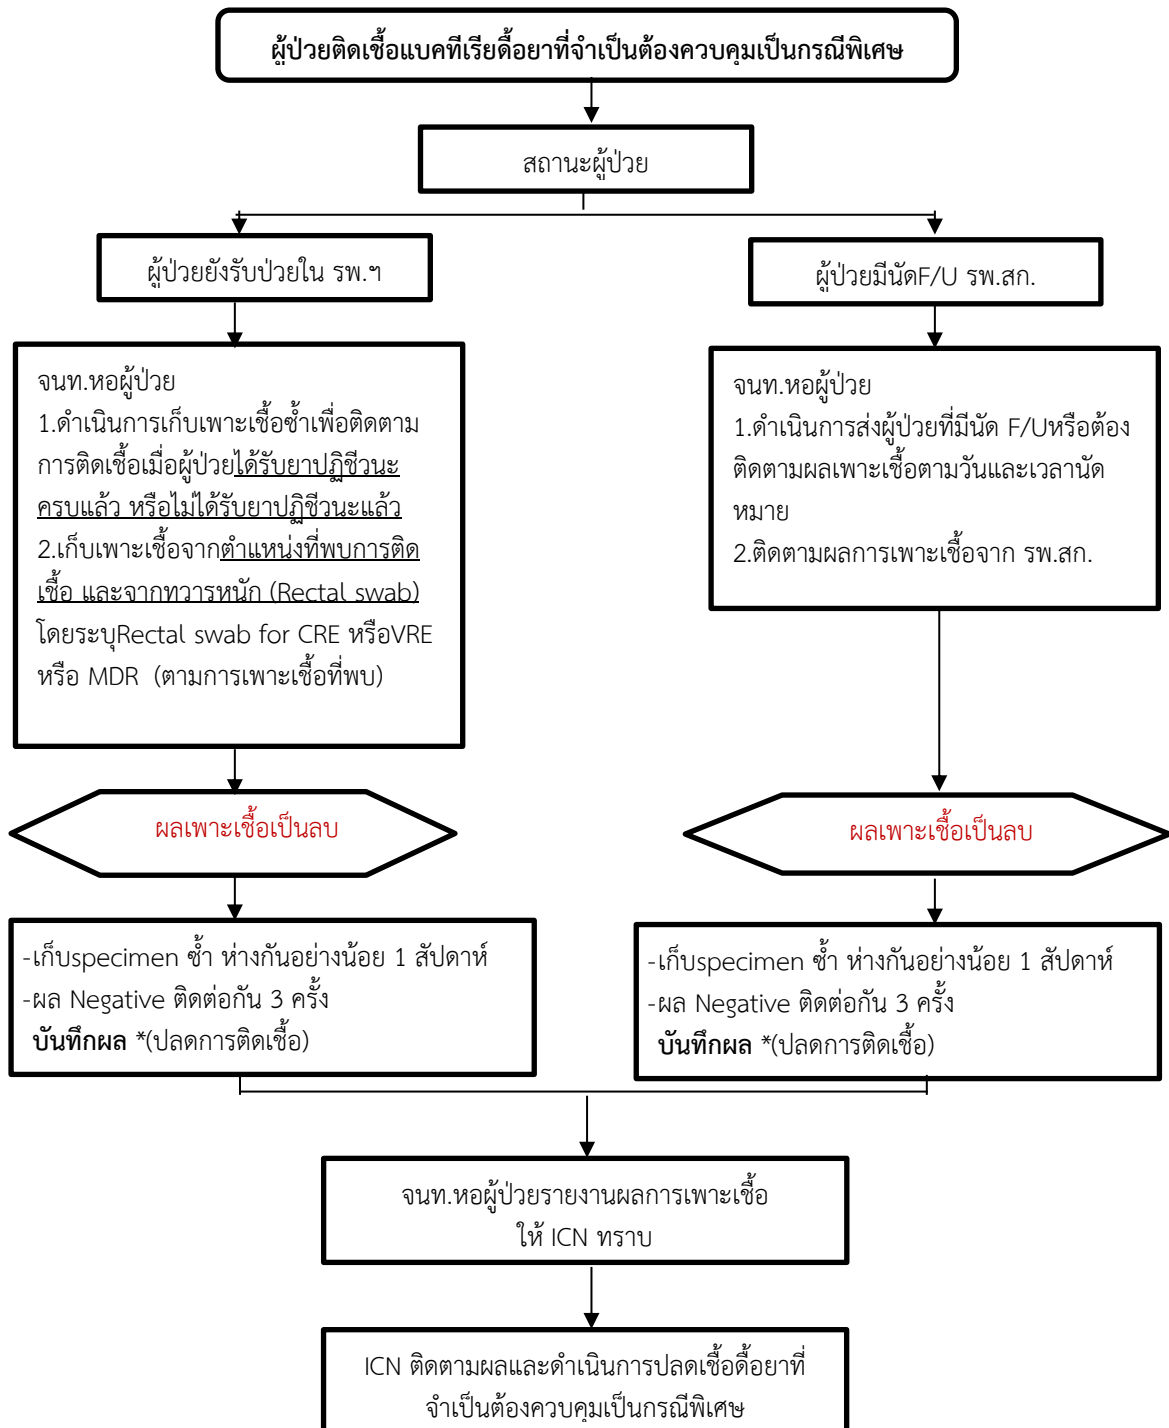 ผู้ป่วยติดเชื้อแบคทีเรียดื้อยาที่จำเป็นต้องควบคุมเป็นกรณีพิเศษ
สถานะผู้ป่วย
ผู้ป่วยยังรับป่วยใน รพ.ฯ
ผู้ป่วยมีนัดF/U รพ.สก.
จนท.หอผู้ป่วย
1.ดำเนินการเก็บเพาะเชื้อซ้ำเพื่อติดตาม
การติดเชื้อเมื่อผู้ป่วยได้รับยาปฏิชีวนะ
ครบแล้ว หรือไม่ได้รับยาปฏิชีวนะแล้ว
2.เก็บเพาะเชื้อจากตำแหน่งที่พบการติด
เชื้อ และจากทวารหนัก (Rectal swab)
โดยระบุRectal swab for CRE หรือVRE
หรือ MDR (ตามการเพาะเชื้อที่พบ)
จนท.หอผู้ป่วย
1.ดำเนินการส่งผู้ป่วยที่มีนัด F/Uหรือต้อง
ติดตามผลเพาะเชื้อตามวันและเวลานัด
หมาย
2.ติดตามผลการเพาะเชื้อจาก รพ.สก.
ผลเพาะเชื้อเป็นลบ
ผลเพาะเชื้อเป็นลบ
-เก็บspecimen ซ้ำ ห่างกันอย่างน้อย 1 สัปดาห์
-ผล Negative ติดต่อกัน 3 ครั้ง
บันทึกผล *(ปลดการติดเชื้อ)
-เก็บspecimen ซ้ำ ห่างกันอย่างน้อย 1 สัปดาห์
-ผล Negative ติดต่อกัน 3 ครั้ง
บันทึกผล *(ปลดการติดเชื้อ)
จนท.หอผู้ป่วยรายงานผลการเพาะเชื้อ
ให้ ICN ทราบ
ICN ติดตามผลและดำเนินการปลดเชื้อดื้อยาที่
จำเป็นต้องควบคุมเป็นกรณีพิเศษ